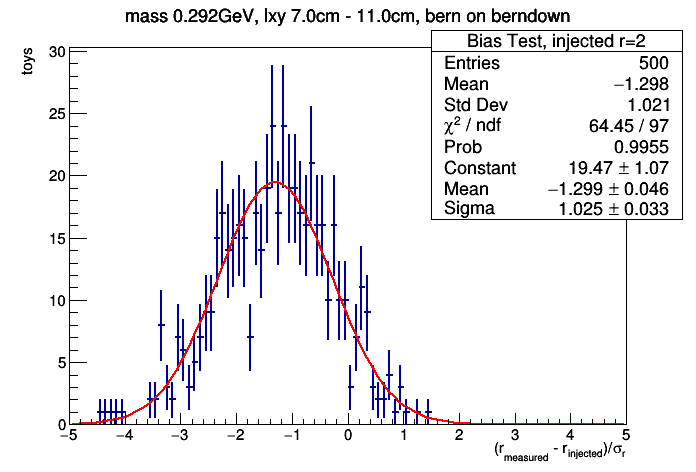 mass 0.292GeV, lxy 7.0cm - 11.0cm, bern on berndown
Bias Test, injected r=2
Entries 500
Mean −1.298
Std Dev 1.021
χ² / ndf 64.45 / 97
Prob 0.9955
Constant 19.47 ± 1.07
Mean −1.299 ± 0.046
Sigma 1.025 ± 0.033
toys
30
25
20
15
10
5
0
−5 −4 −3 −2 −1 0 1 2 3 4 5
(r_measured - r_injected)/σ_r